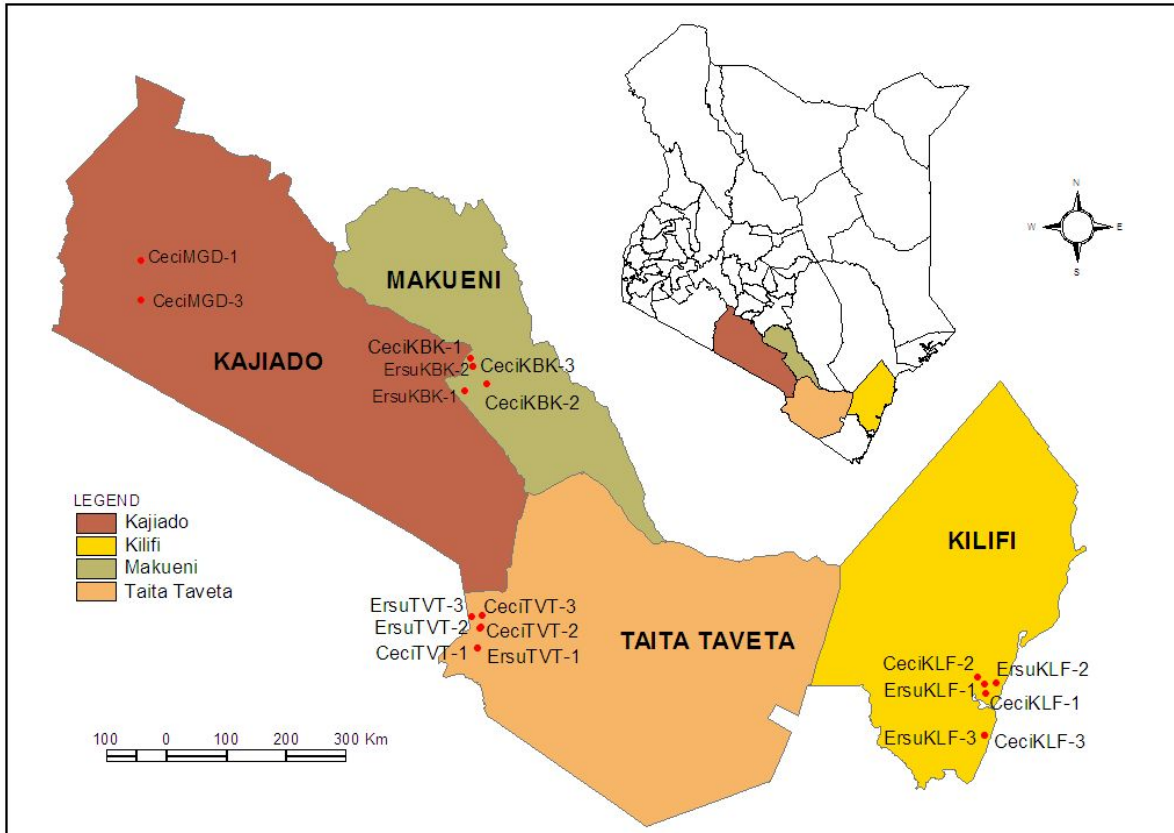 N
W E
S
CeciMGD-1
MAKUENI
CeciMGD-3
KAJIADO
CeciKBK-1
ErsuKBK-2 CeciKBK-3
ErsuKBK-1 CeciKBK-2
LEGEND
Kajiado
Kilifi
Makueni
Taita Taveta
KILIFI
ErsuTVT-3 CeciTVT-3
ErsuTVT-2 CeciTVT-2
CeciTVT-1 ErsuTVT-1
TAITA TAVETA
CeciKLF-2 ErsuKLF-2
ErsuKLF-1 CeciKLF-1
ErsuKLF-3 CeciKLF-3
100 0 100 200 300 Km